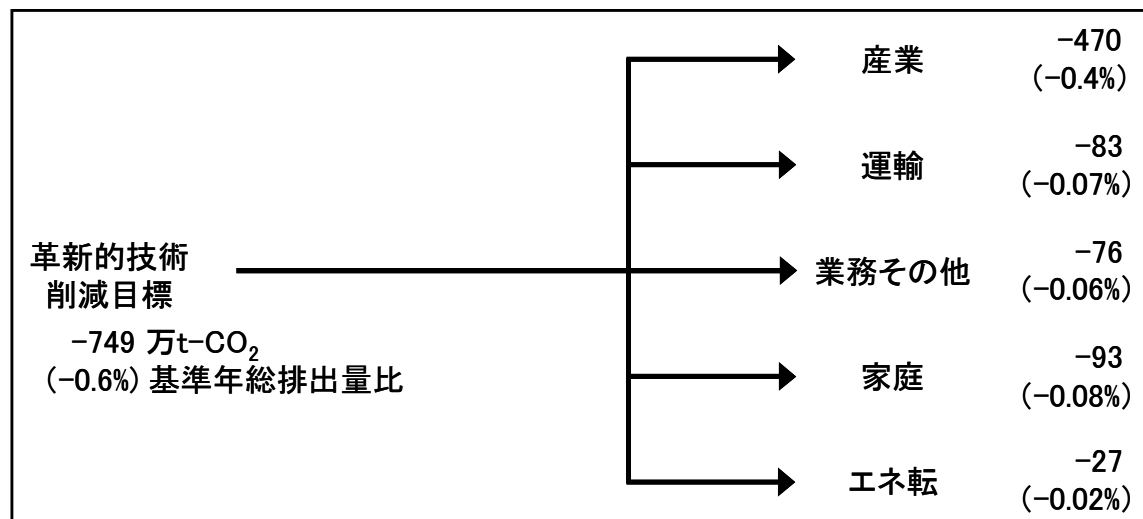 革新的技術
削減目標
-749 万t-CO₂
(-0.6%) 基準年総排出量比
産業
-470
(-0.4%)
運輸
-83
(-0.07%)
業務その他
-76
(-0.06%)
家庭
-93
(-0.08%)
エネ転
-27
(-0.02%)